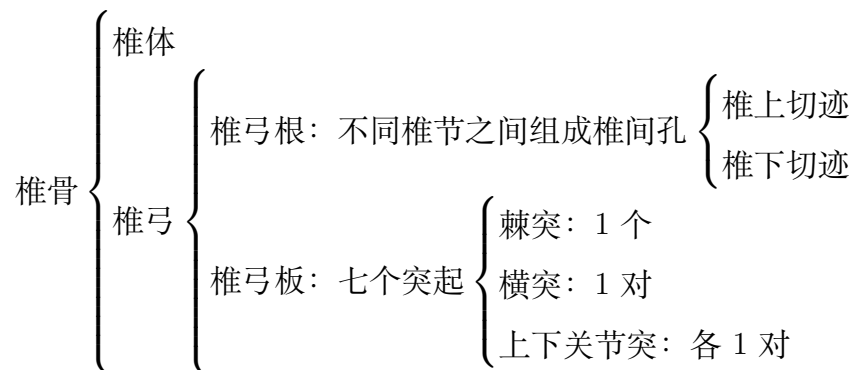 椎骨
椎体
椎弓
椎弓根：不同椎节之间组成椎间孔
椎上切迹
椎下切迹
椎弓板：七个突起
棘突：1 个
横突：1 对
上下关节突：各 1 对